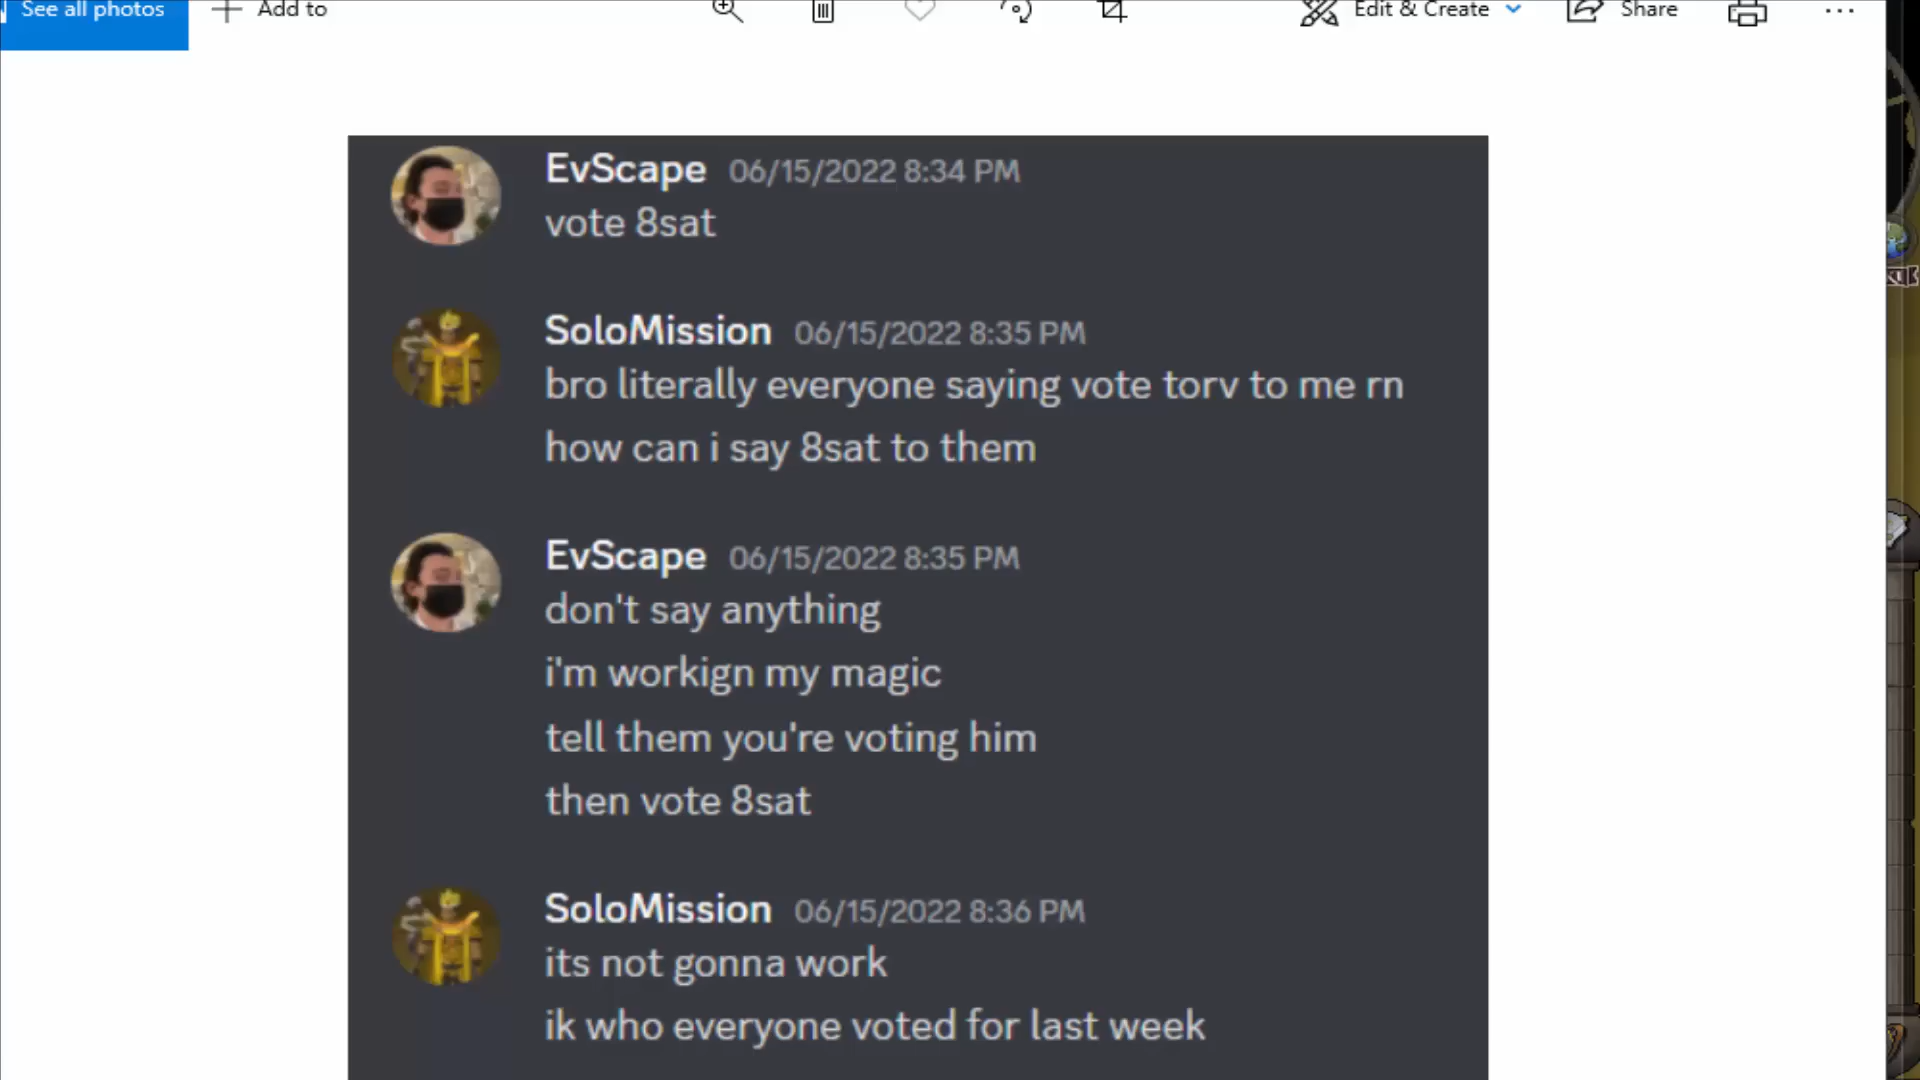 See all photos
Add to
Edit & Create
Share
EvScape 06/15/2022 8:34 PM
vote 8sat
SoloMission 06/15/2022 8:35 PM
bro literally everyone saying vote torv to me rn
how can i say 8sat to them
EvScape 06/15/2022 8:35 PM
don't say anything
i'm workign my magic
tell them you're voting him
then vote 8sat
SoloMission 06/15/2022 8:36 PM
its not gonna work
ik who everyone voted for last week